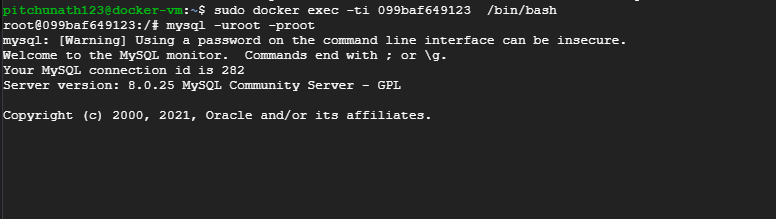 pitchunath123@docker-vm:~$ sudo docker exec -ti 099baf649123  /bin/bash
root@099baf649123:/# mysql -uroot -proot
mysql: [Warning] Using a password on the command line interface can be insecure.
Welcome to the MySQL monitor.  Commands end with ; or \g.
Your MySQL connection id is 282
Server version: 8.0.25 MySQL Community Server - GPL
Copyright (c) 2000, 2021, Oracle and/or its affiliates.